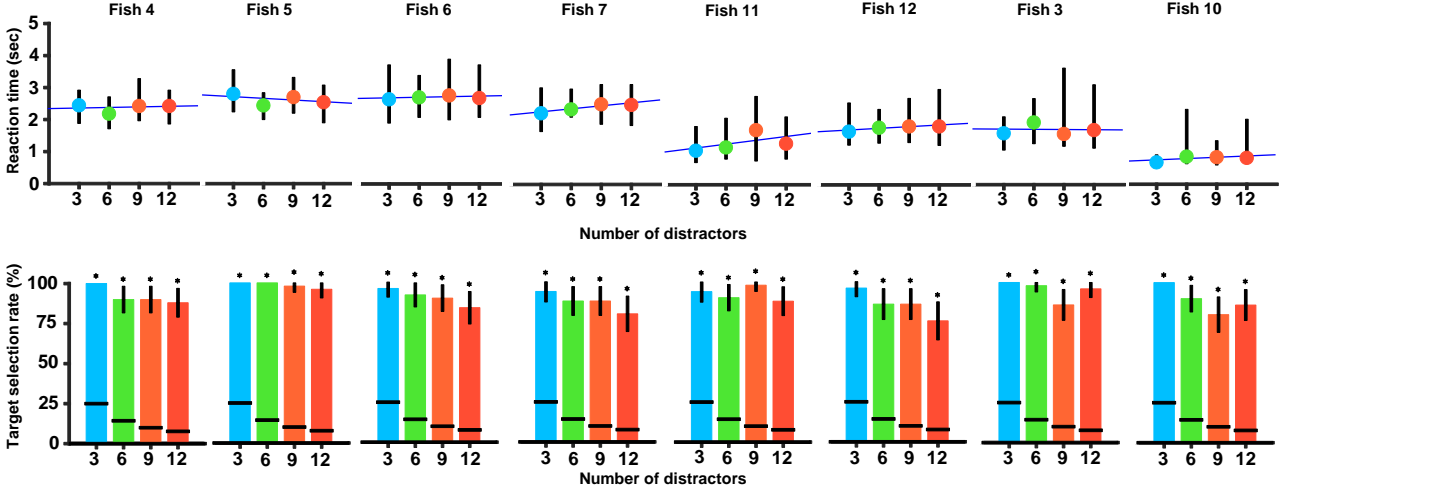 Fish 4 Fish 5 Fish 6 Fish 7 Fish 11 Fish 12 Fish 3 Fish 10
Reaction time (sec)
5
4
3
2
1
0
3 6 9 12 3 6 9 12 3 6 9 12 3 6 9 12 3 6 9 12 3 6 9 12 3 6 9 12 3 6 9 12
Number of distractors
Target selection rate (%)
* * * * * * * * * * * * * * * * * * * * * * * * * * * * * * * *
100
75
50
25
0
3 6 9 12 3 6 9 12 3 6 9 12 3 6 9 12 3 6 9 12 3 6 9 12 3 6 9 12 3 6 9 12
Number of distractors